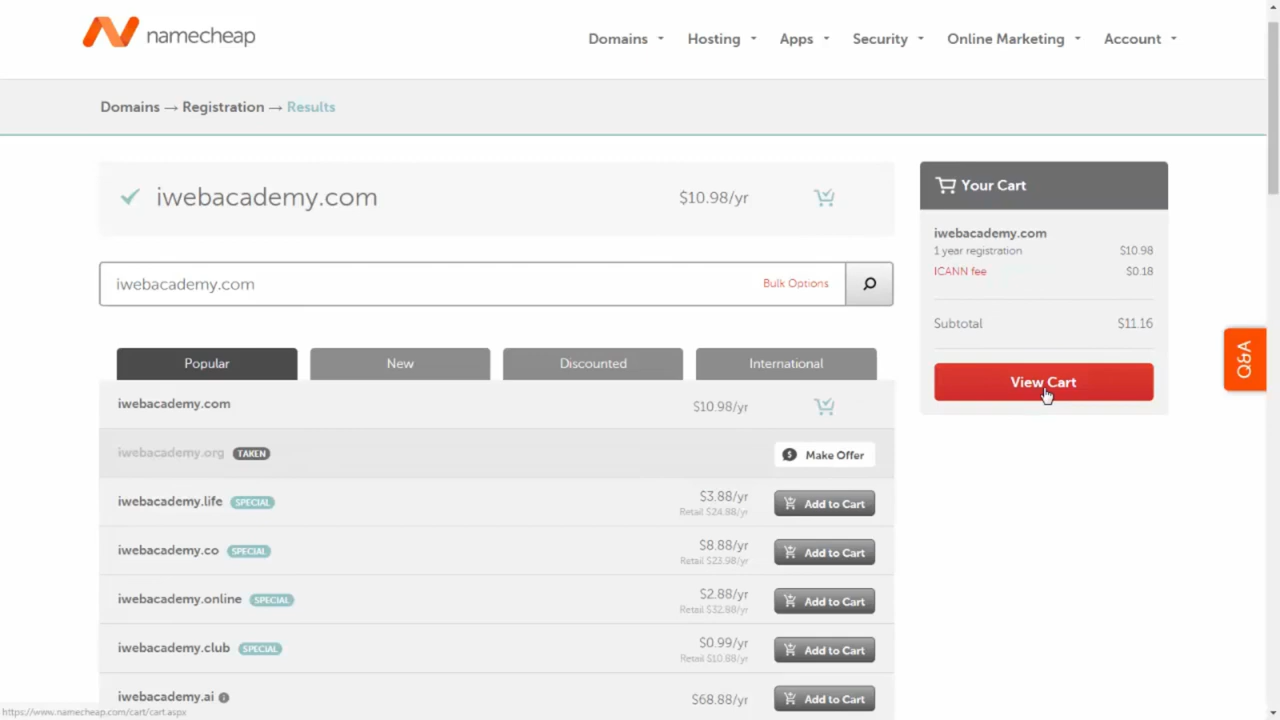 namecheap
Domains Hosting Apps Security Online Marketing Account
Domains → Registration → Results
iwebacademy.com $10.98/yr
iwebacademy.com Bulk Options
Popular New Discounted International
iwebacademy.com $10.98/yr
iwebacademy.org TAKEN Make Offer
iwebacademy.life SPECIAL $3.88/yr Add to Cart
Retail $24.88/yr
iwebacademy.co SPECIAL $8.88/yr Add to Cart
Retail $23.98/yr
iwebacademy.online SPECIAL $2.88/yr Add to Cart
Retail $32.88/yr
iwebacademy.club SPECIAL $0.99/yr Add to Cart
Retail $10.68/yr
iwebacademy.ai $68.88/yr Add to Cart
Your Cart
iwebacademy.com
1 year registration $10.98
ICANN fee $0.18
Subtotal $11.16
View Cart
Q&A
https://www.namecheap.com/cart/cart.aspx